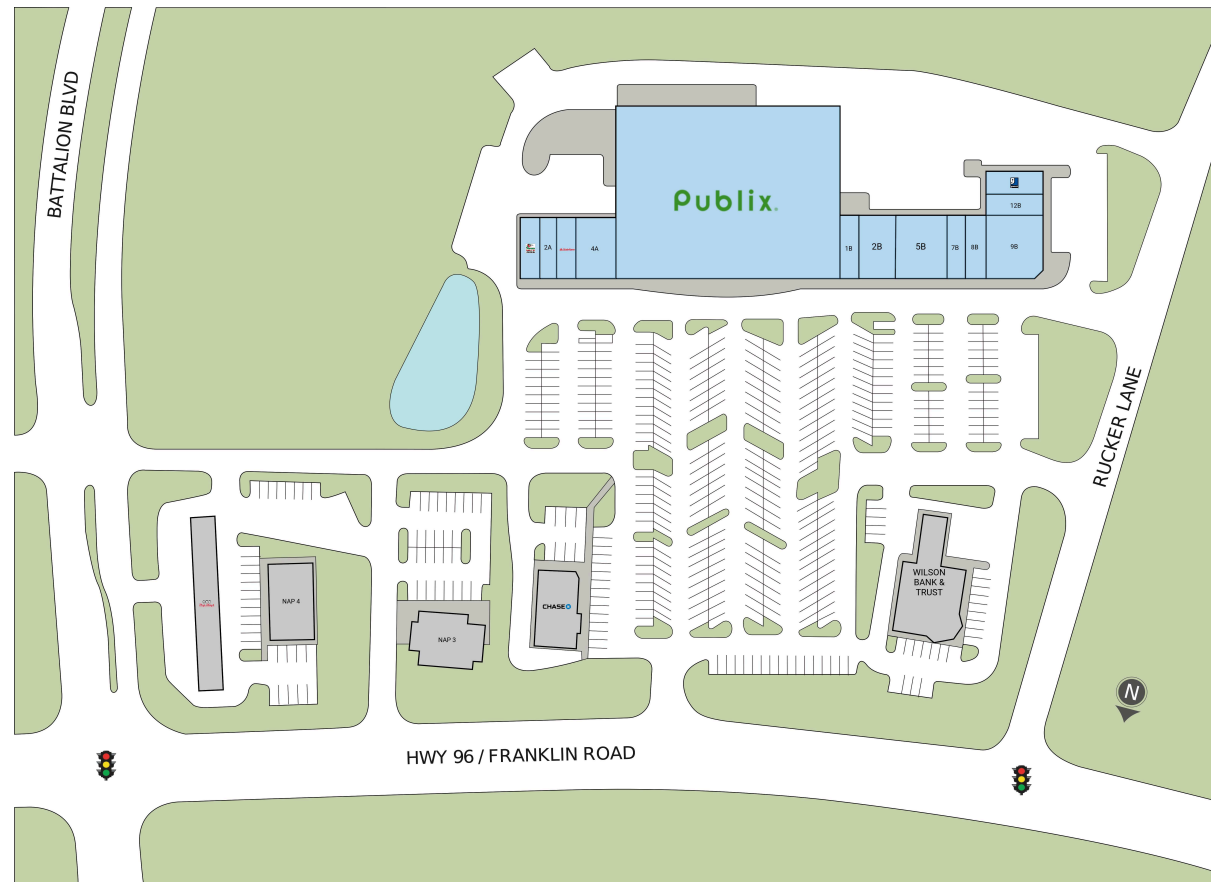 BATTALION BLVD
Publix.
2A
4A
1B
2B
5B
7B
8B
9B
12B
RUCKER LANE
NAP 4
NAP 3
CHASE
WILSON
BANK &
TRUST
N
HWY 96 / FRANKLIN ROAD